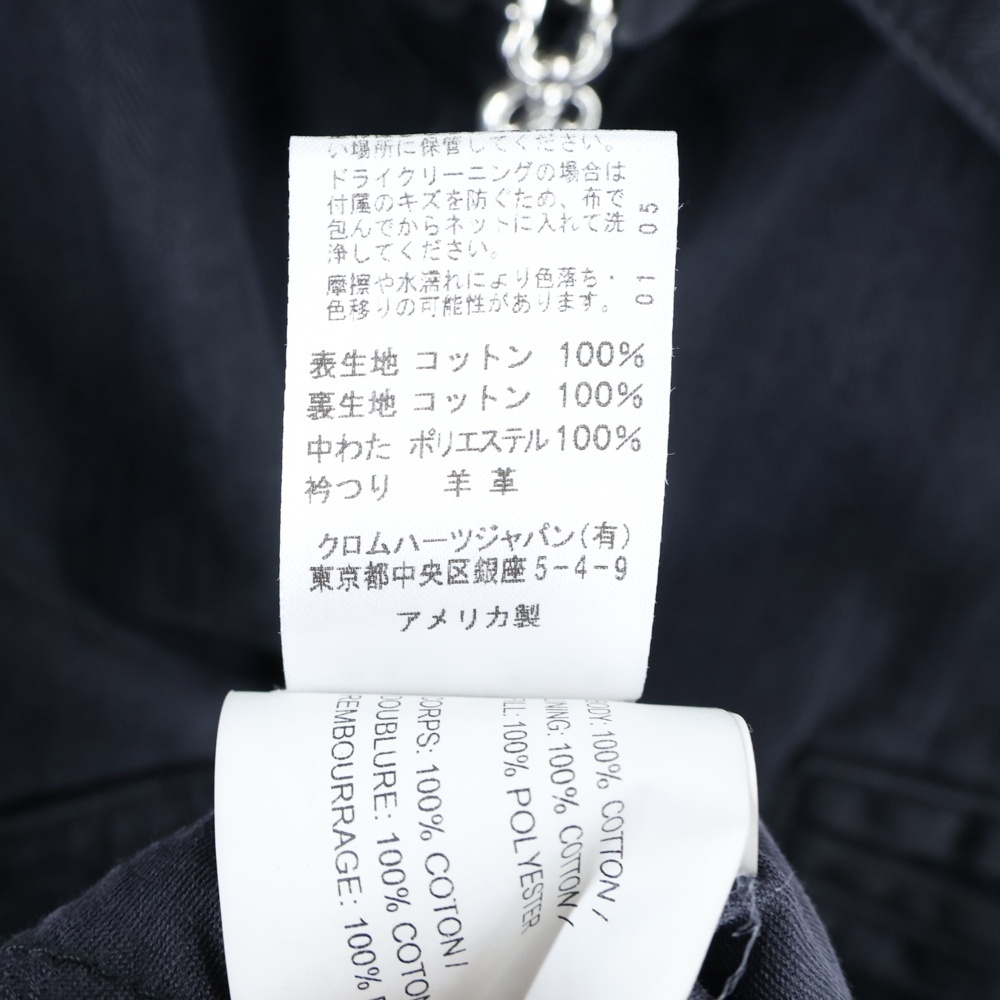 い場所に保管してください。
ドライクリーニングの場合は
付属のキズを防ぐため、布で
包んでからネットに入れて洗
浄してください。
摩擦や水濡れにより色落ち・
色移りの可能性があります。
01 05
表生地 コットン 100%
裏生地 コットン 100%
中わた ポリエステル100%
衿つり 羊革
クロムハーツジャパン(有)
東京都中央区銀座5-4-9
アメリカ製
BODY: 100% COTTON /
NING: 100% COTTON /
ILL: 100% POLYESTER
CORPS: 100% COTON /
DOUBLURE: 100% COTON
REMBOURRAGE: 100%